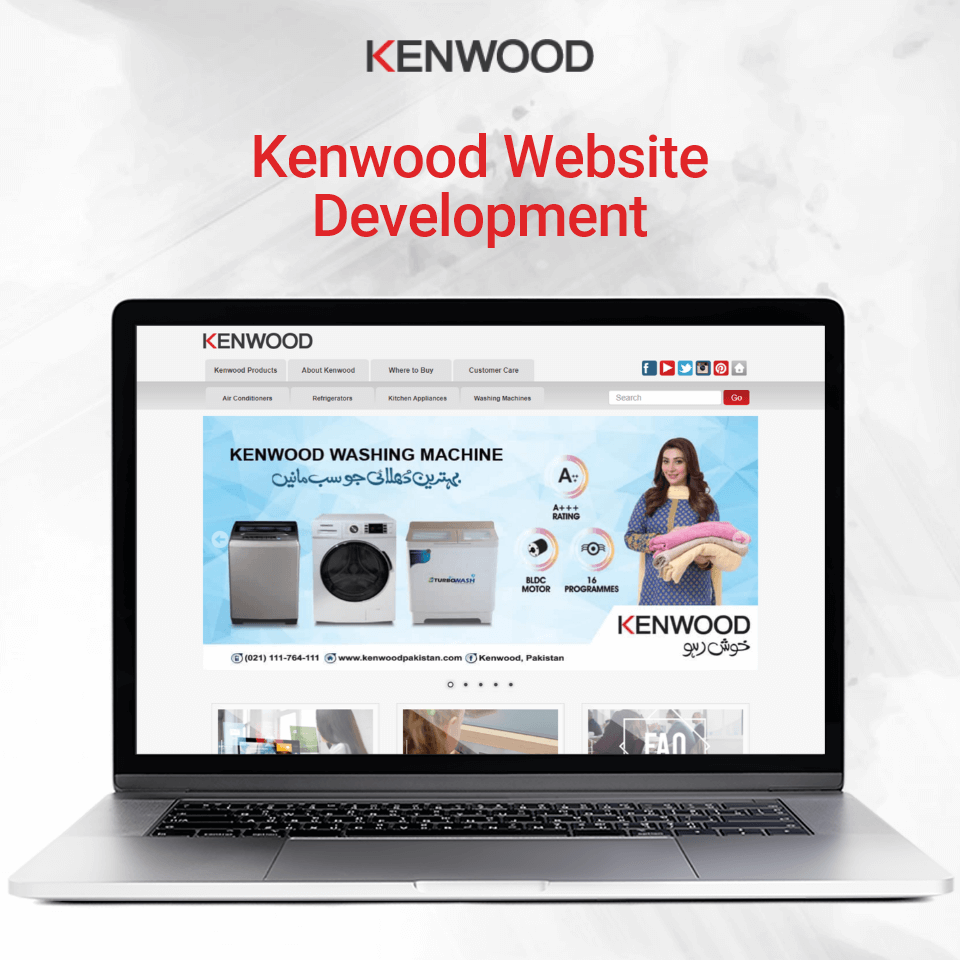 KENWOOD
Kenwood Website
Development
KENWOOD
Kenwood Products
About Kenwood
Where to Buy
Customer Care
Air Conditioners
Refrigerators
Kitchen Appliances
Washing Machines
Search
Go
KENWOOD WASHING MACHINE
بہترین دُھلائی جو سب مانیں
A+++
RATING
BLDC
MOTOR
16
PROGRAMMES
TURBOWASH
KENWOOD
خوش رہو
(021) 111-764-111 www.kenwoodpakistan.com Kenwood, Pakistan
FAQ